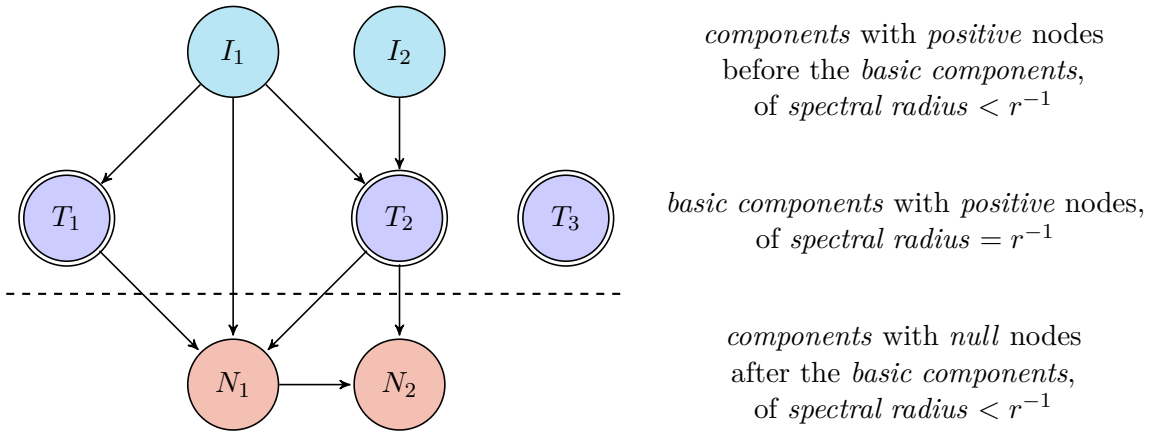 I₁
I₂
components with positive nodes
before the basic components,
of spectral radius < r⁻¹
T₁
T₂
T₃
basic components with positive nodes,
of spectral radius = r⁻¹
N₁
N₂
components with null nodes
after the basic components,
of spectral radius < r⁻¹